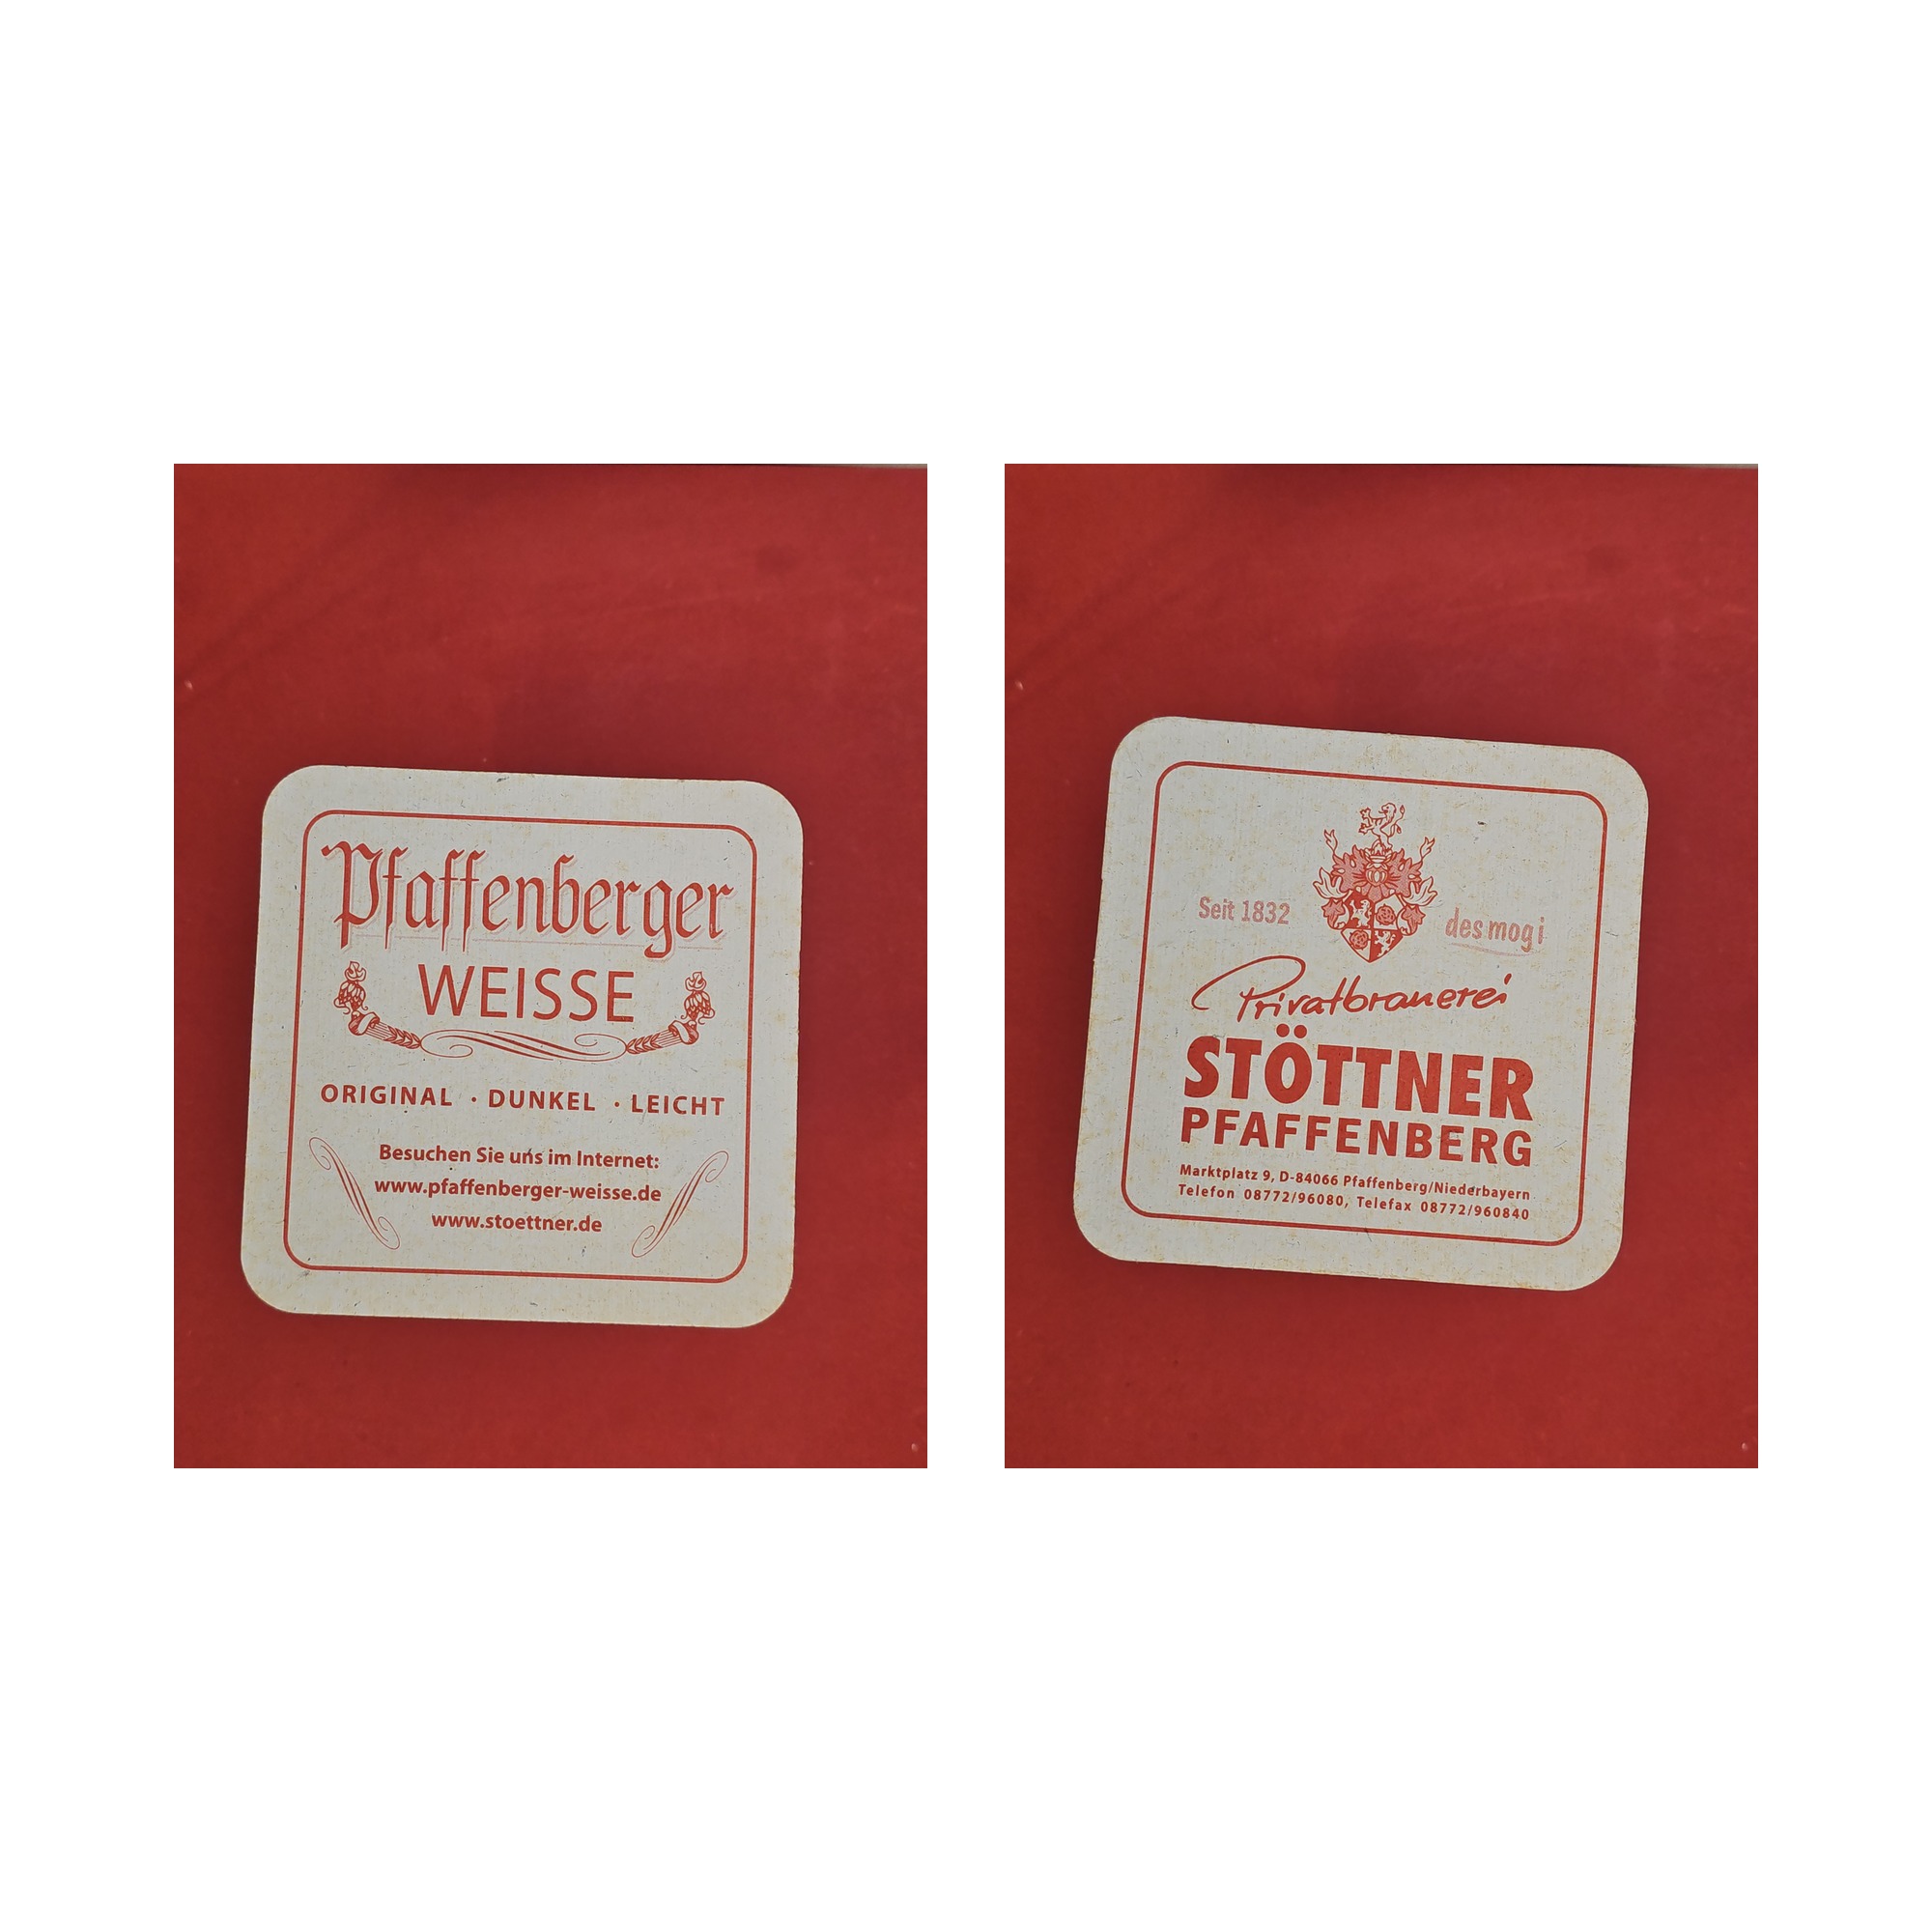 Pfaffenberger
WEISSE
ORIGINAL · DUNKEL · LEICHT
Besuchen Sie uns im Internet:
www.pfaffenberger-weisse.de
www.stoettner.de
Seit 1832
des mog i
Privatbrauerei
STÖTTNER
PFAFFENBERG
Marktplatz 9, D-84066 Pfaffenberg/Niederbayern
Telefon 08772/96080, Telefax 08772/960840